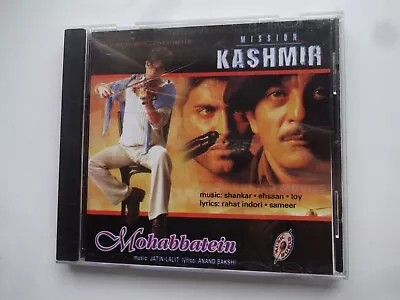 MISSION
KASHMIR
music: shankar • ehsaan • loy
lyrics: rahat indori • sameer
Mohabbatein
music: JATIN-LALIT lyrics: ANAND BAKSHI